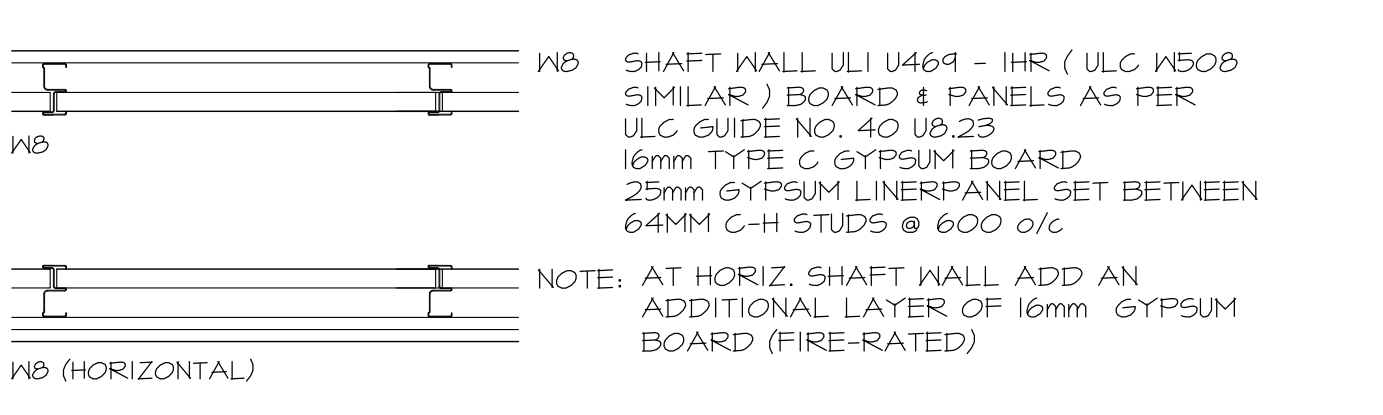 W8 SHAFT WALL ULI U469 - 1HR ( ULC W508
SIMILAR ) BOARD & PANELS AS PER
ULC GUIDE NO. 40 U8.23
16mm TYPE C GYPSUM BOARD
25mm GYPSUM LINERPANEL SET BETWEEN
64MM C-H STUDS @ 600 o/c
W8
NOTE: AT HORIZ. SHAFT WALL ADD AN
ADDITIONAL LAYER OF 16mm GYPSUM
BOARD (FIRE-RATED)
W8 (HORIZONTAL)